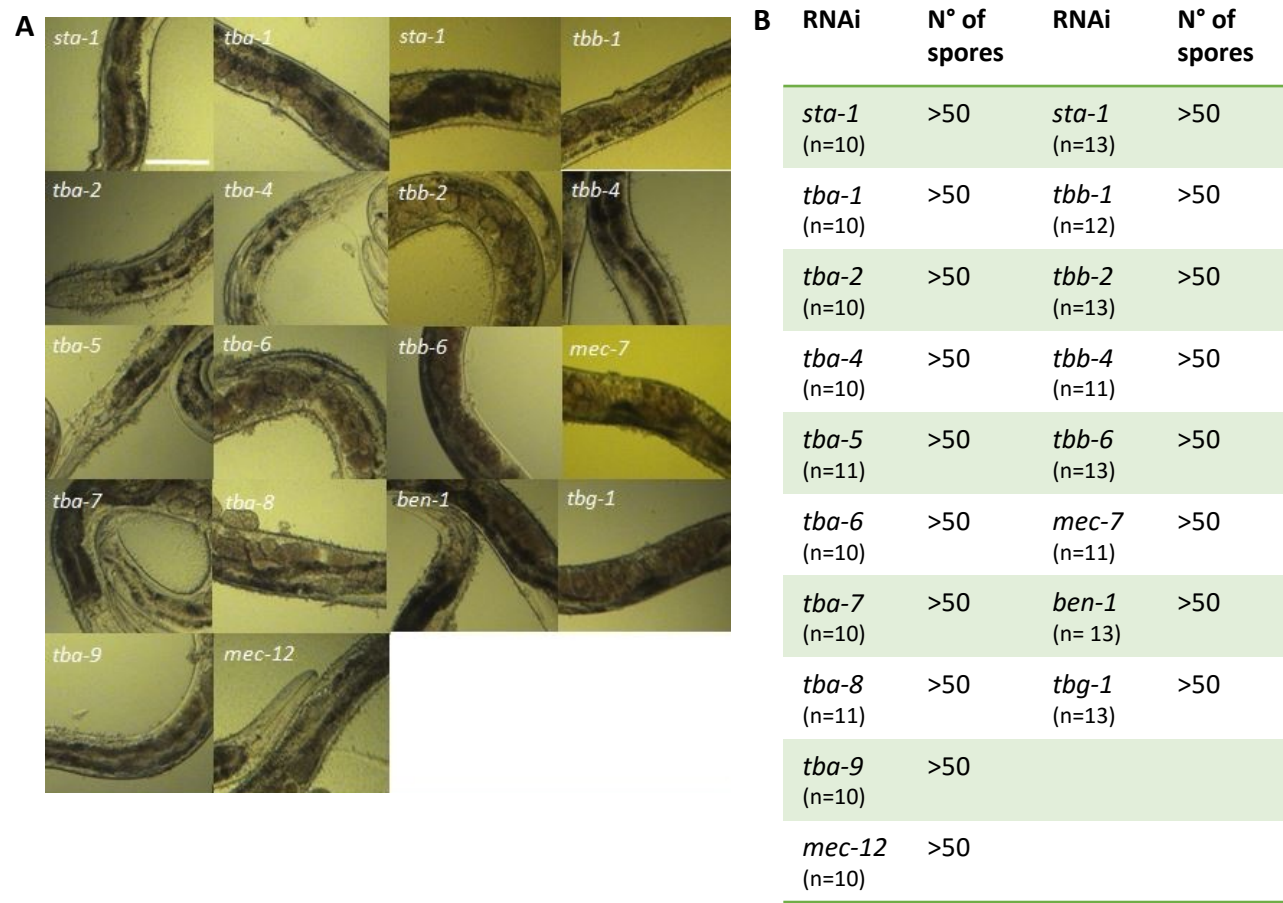 A
sta-1 tba-1 sta-1 tbb-1
tba-2 tba-4 tbb-2 tbb-4
tba-5 tba-6 tbb-6 mec-7
tba-7 tba-8 ben-1 tbg-1
tba-9 mec-12
B
RNAi N° of spores RNAi N° of spores
sta-1 >50 sta-1 >50
(n=10) (n=13)
tba-1 >50 tbb-1 >50
(n=10) (n=12)
tba-2 >50 tbb-2 >50
(n=10) (n=13)
tba-4 >50 tbb-4 >50
(n=10) (n=11)
tba-5 >50 tbb-6 >50
(n=11) (n=13)
tba-6 >50 mec-7 >50
(n=10) (n=11)
tba-7 >50 ben-1 >50
(n=10) (n= 13)
tba-8 >50 tbg-1 >50
(n=11) (n=13)
tba-9 >50
(n=10)
mec-12 >50
(n=10)